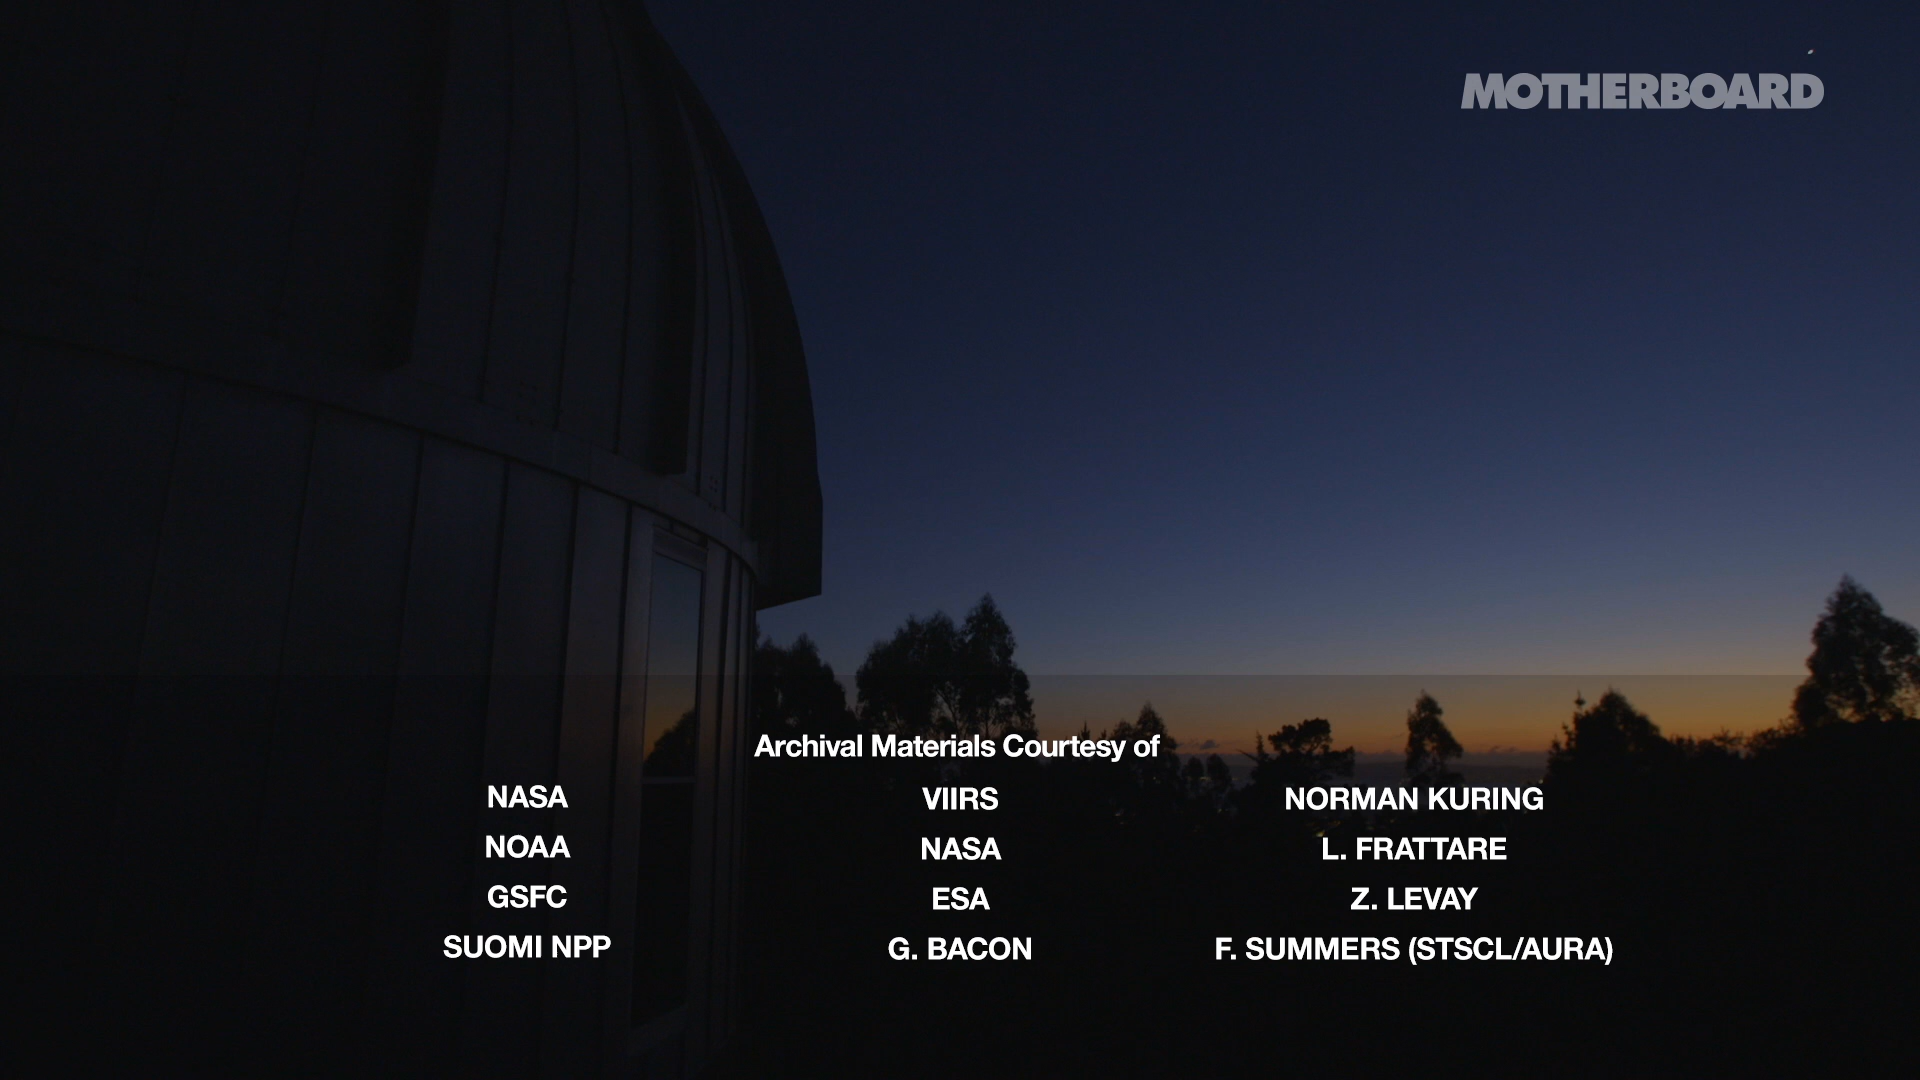 MOTHERBOARD
Archival Materials Courtesy of
NASA
VIIRS
NORMAN KURING
NOAA
NASA
L. FRATTARE
GSFC
ESA
Z. LEVAY
SUOMI NPP
G. BACON
F. SUMMERS (STSCL/AURA)